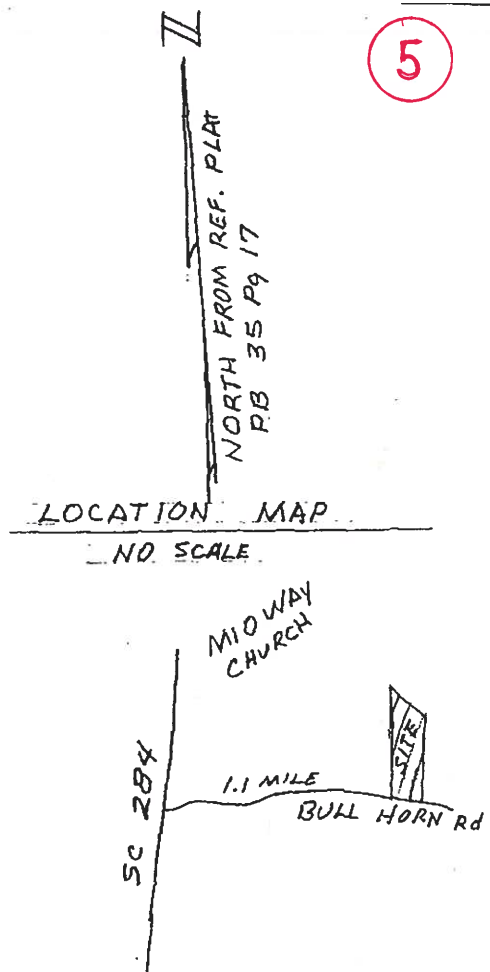 N
5
NORTH FROM REF. PLAT
PB 35 Pg 17
LOCATION MAP
NO SCALE
MIDWAY
CHURCH
SITE
1.1 MILE
BULL HORN Rd
SC 284